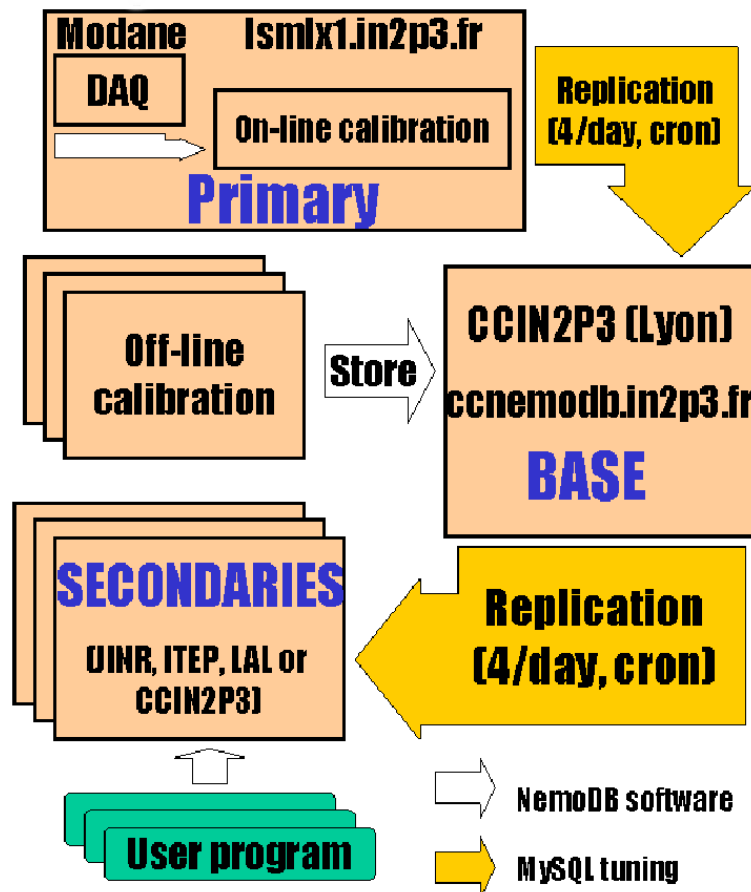 Modane lsmlx1.in2p3.fr
DAQ
On-line calibration
Primary
Replication
(4/day, cron)
Off-line
calibration
Store
CCIN2P3 (Lyon)
ccnemodb.in2p3.fr
BASE
SECONDARIES
(JINR, ITEP, LAL or
CCIN2P3)
Replication
(4/day, cron)
User program
NemoDB software
MySQL tuning